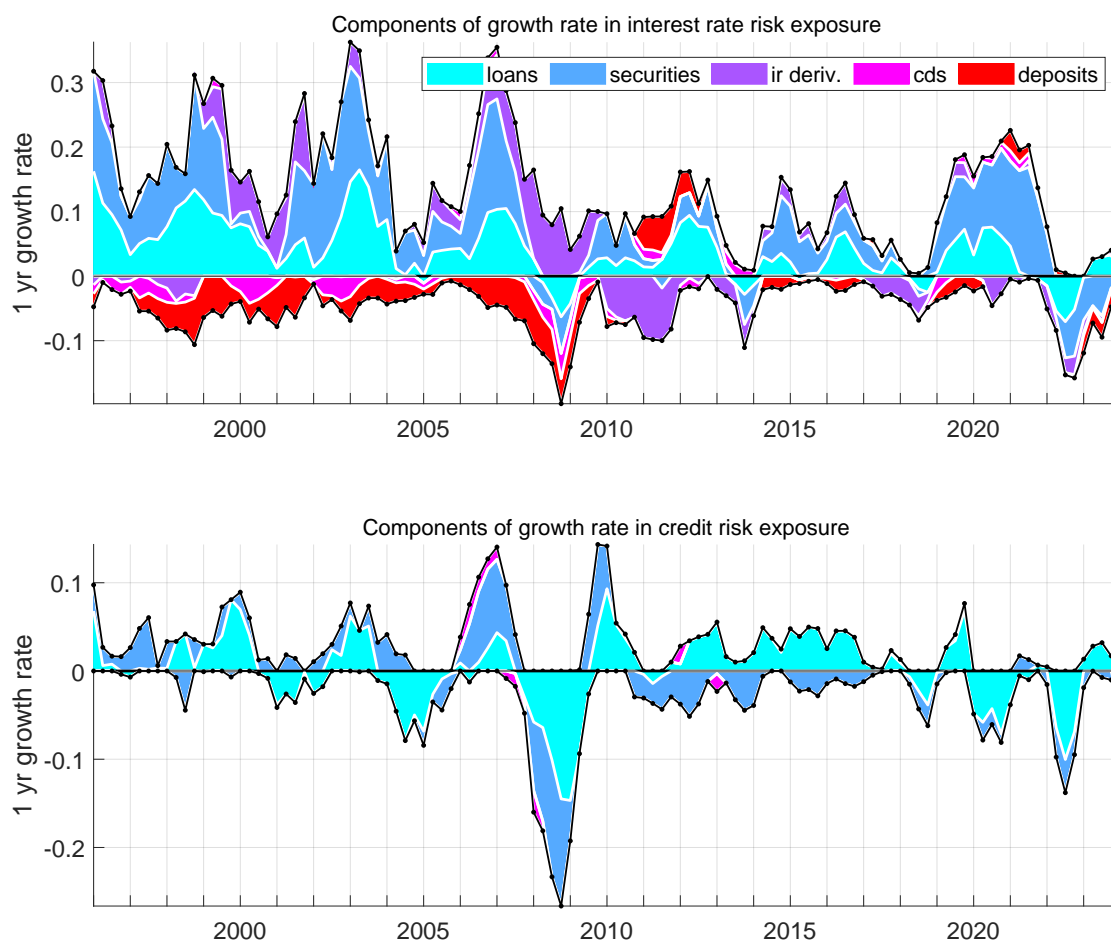 Components of growth rate in interest rate risk exposure
loans securities ir deriv. cds deposits
1 yr growth rate
0.3
0.2
0.1
0
-0.1
2000 2005 2010 2015 2020
Components of growth rate in credit risk exposure
1 yr growth rate
0.1
0
-0.1
-0.2
2000 2005 2010 2015 2020